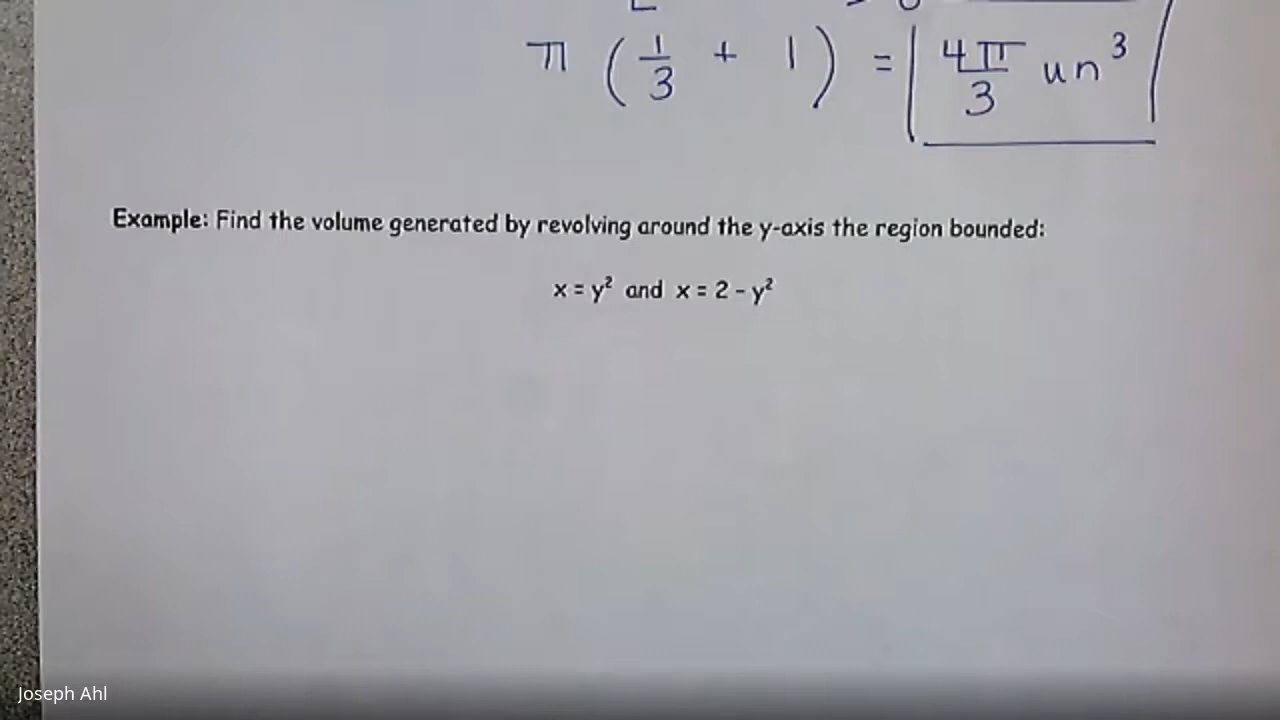 π ( 1/3 + 1 ) = 4π/3 un³
Example: Find the volume generated by revolving around the y-axis the region bounded:
x = y² and x = 2 - y²
Joseph Ahl